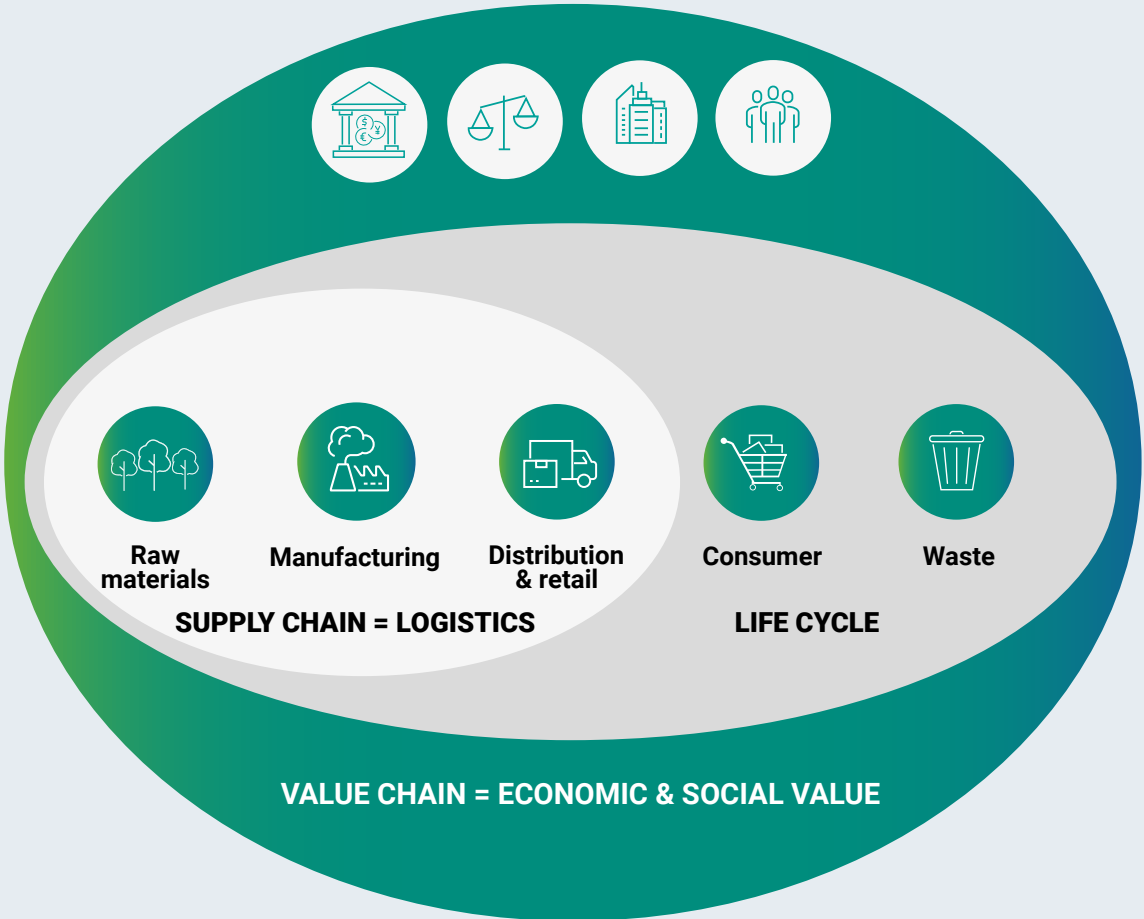 $
¥
€
Raw
materials
Manufacturing
Distribution
& retail
Consumer
Waste
SUPPLY CHAIN = LOGISTICS
LIFE CYCLE
VALUE CHAIN = ECONOMIC & SOCIAL VALUE